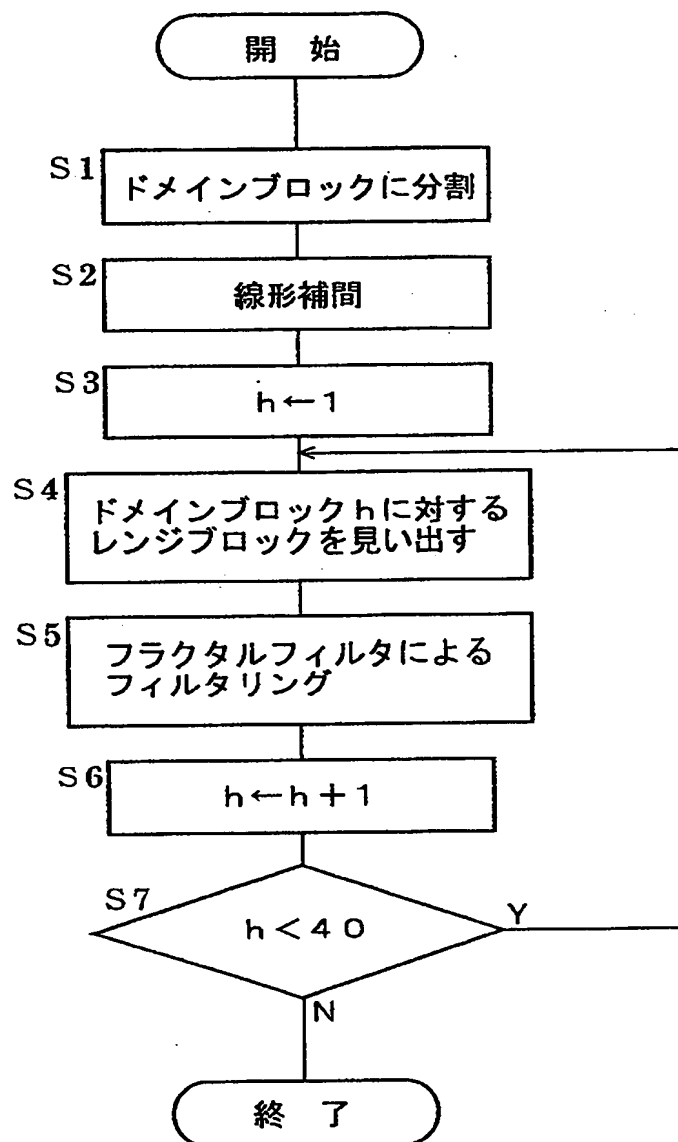 開 始
S1
ドメインブロックに分割
S2
線形補間
S3
h←1
S4
ドメインブロックhに対する
レンジブロックを見い出す
S5
フラクタルフィルタによる
フィルタリング
S6
h←h+1
S7
h<40
Y
N
終 了